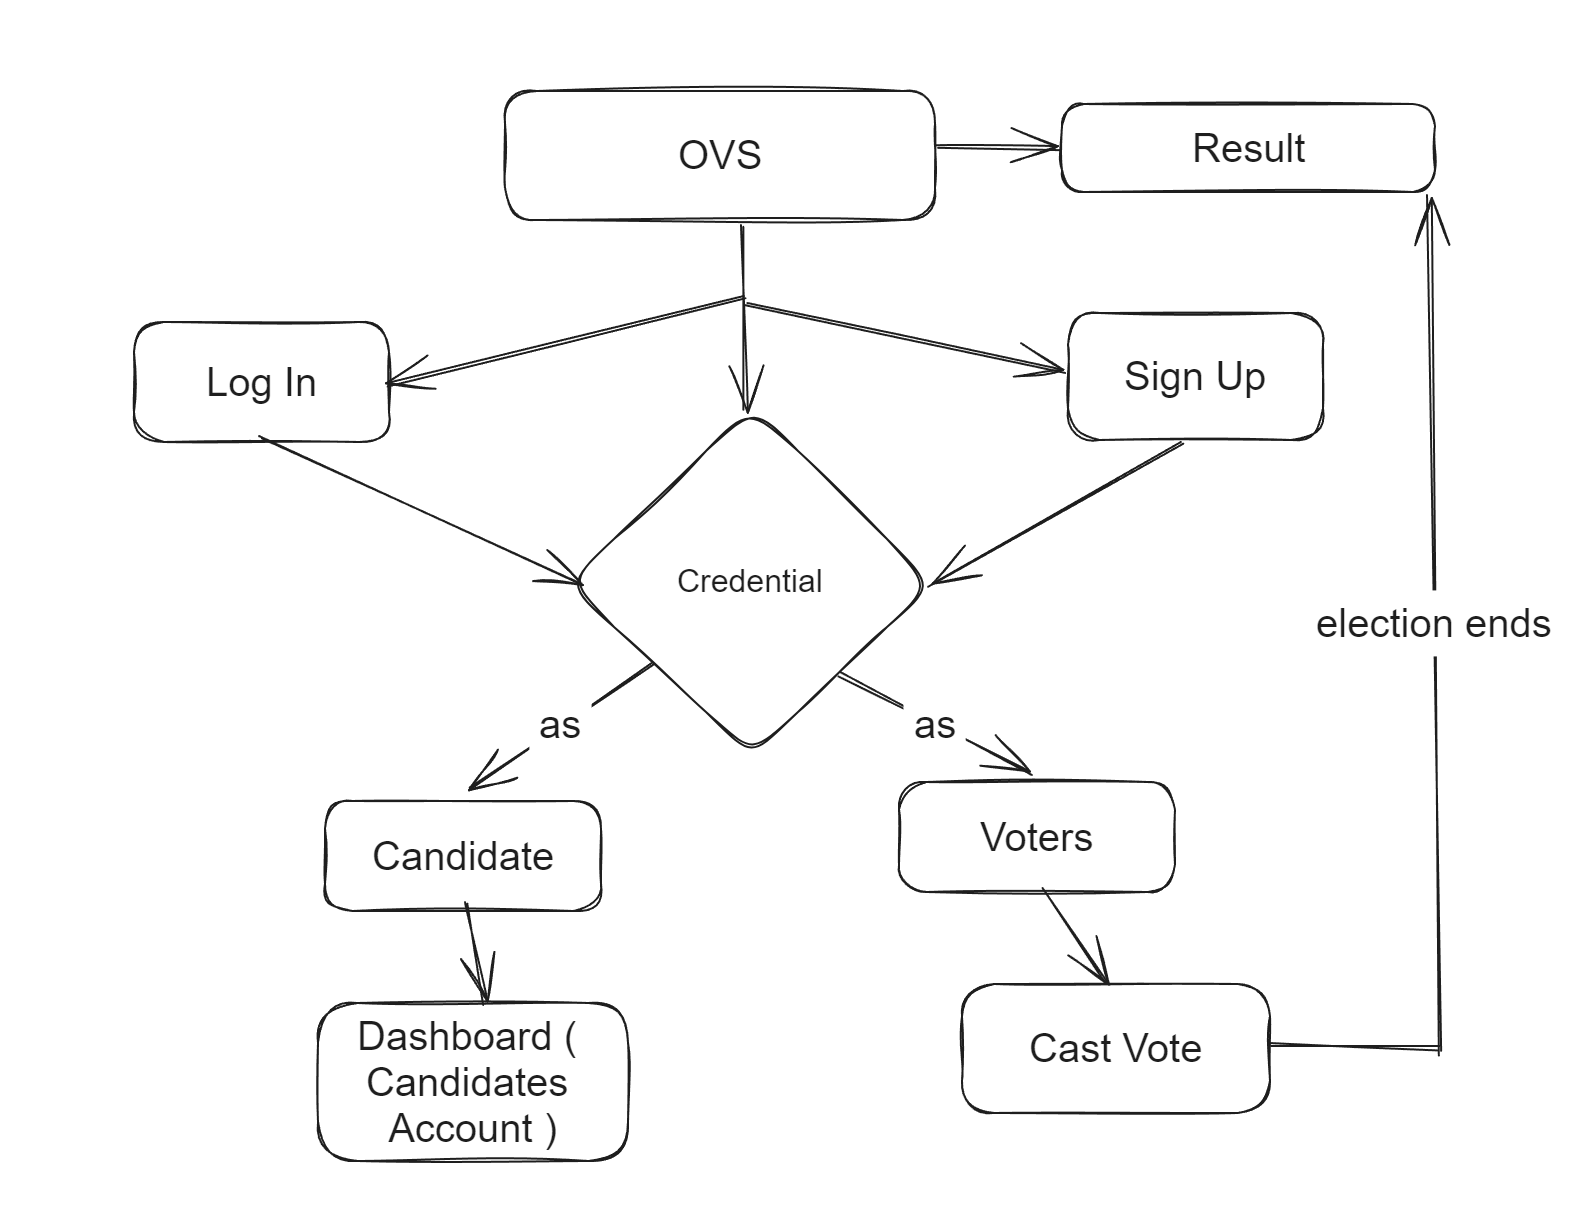 OVS
Result
Log In
Sign Up
Credential
election ends
as
as
Candidate
Voters
Dashboard (
Candidates
Account )
Cast Vote